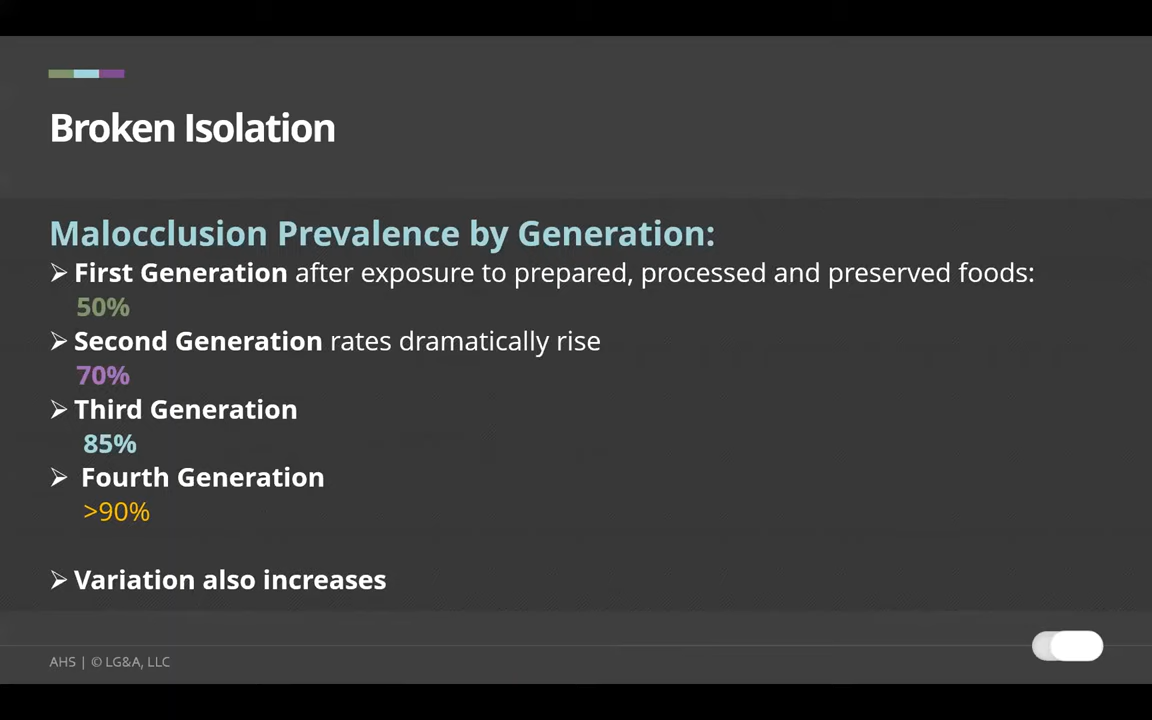 Broken Isolation
Malocclusion Prevalence by Generation:
➢ First Generation after exposure to prepared, processed and preserved foods:
50%
➢ Second Generation rates dramatically rise
70%
➢ Third Generation
85%
➢ Fourth Generation
>90%
➢ Variation also increases
AHS | © LG&A, LLC